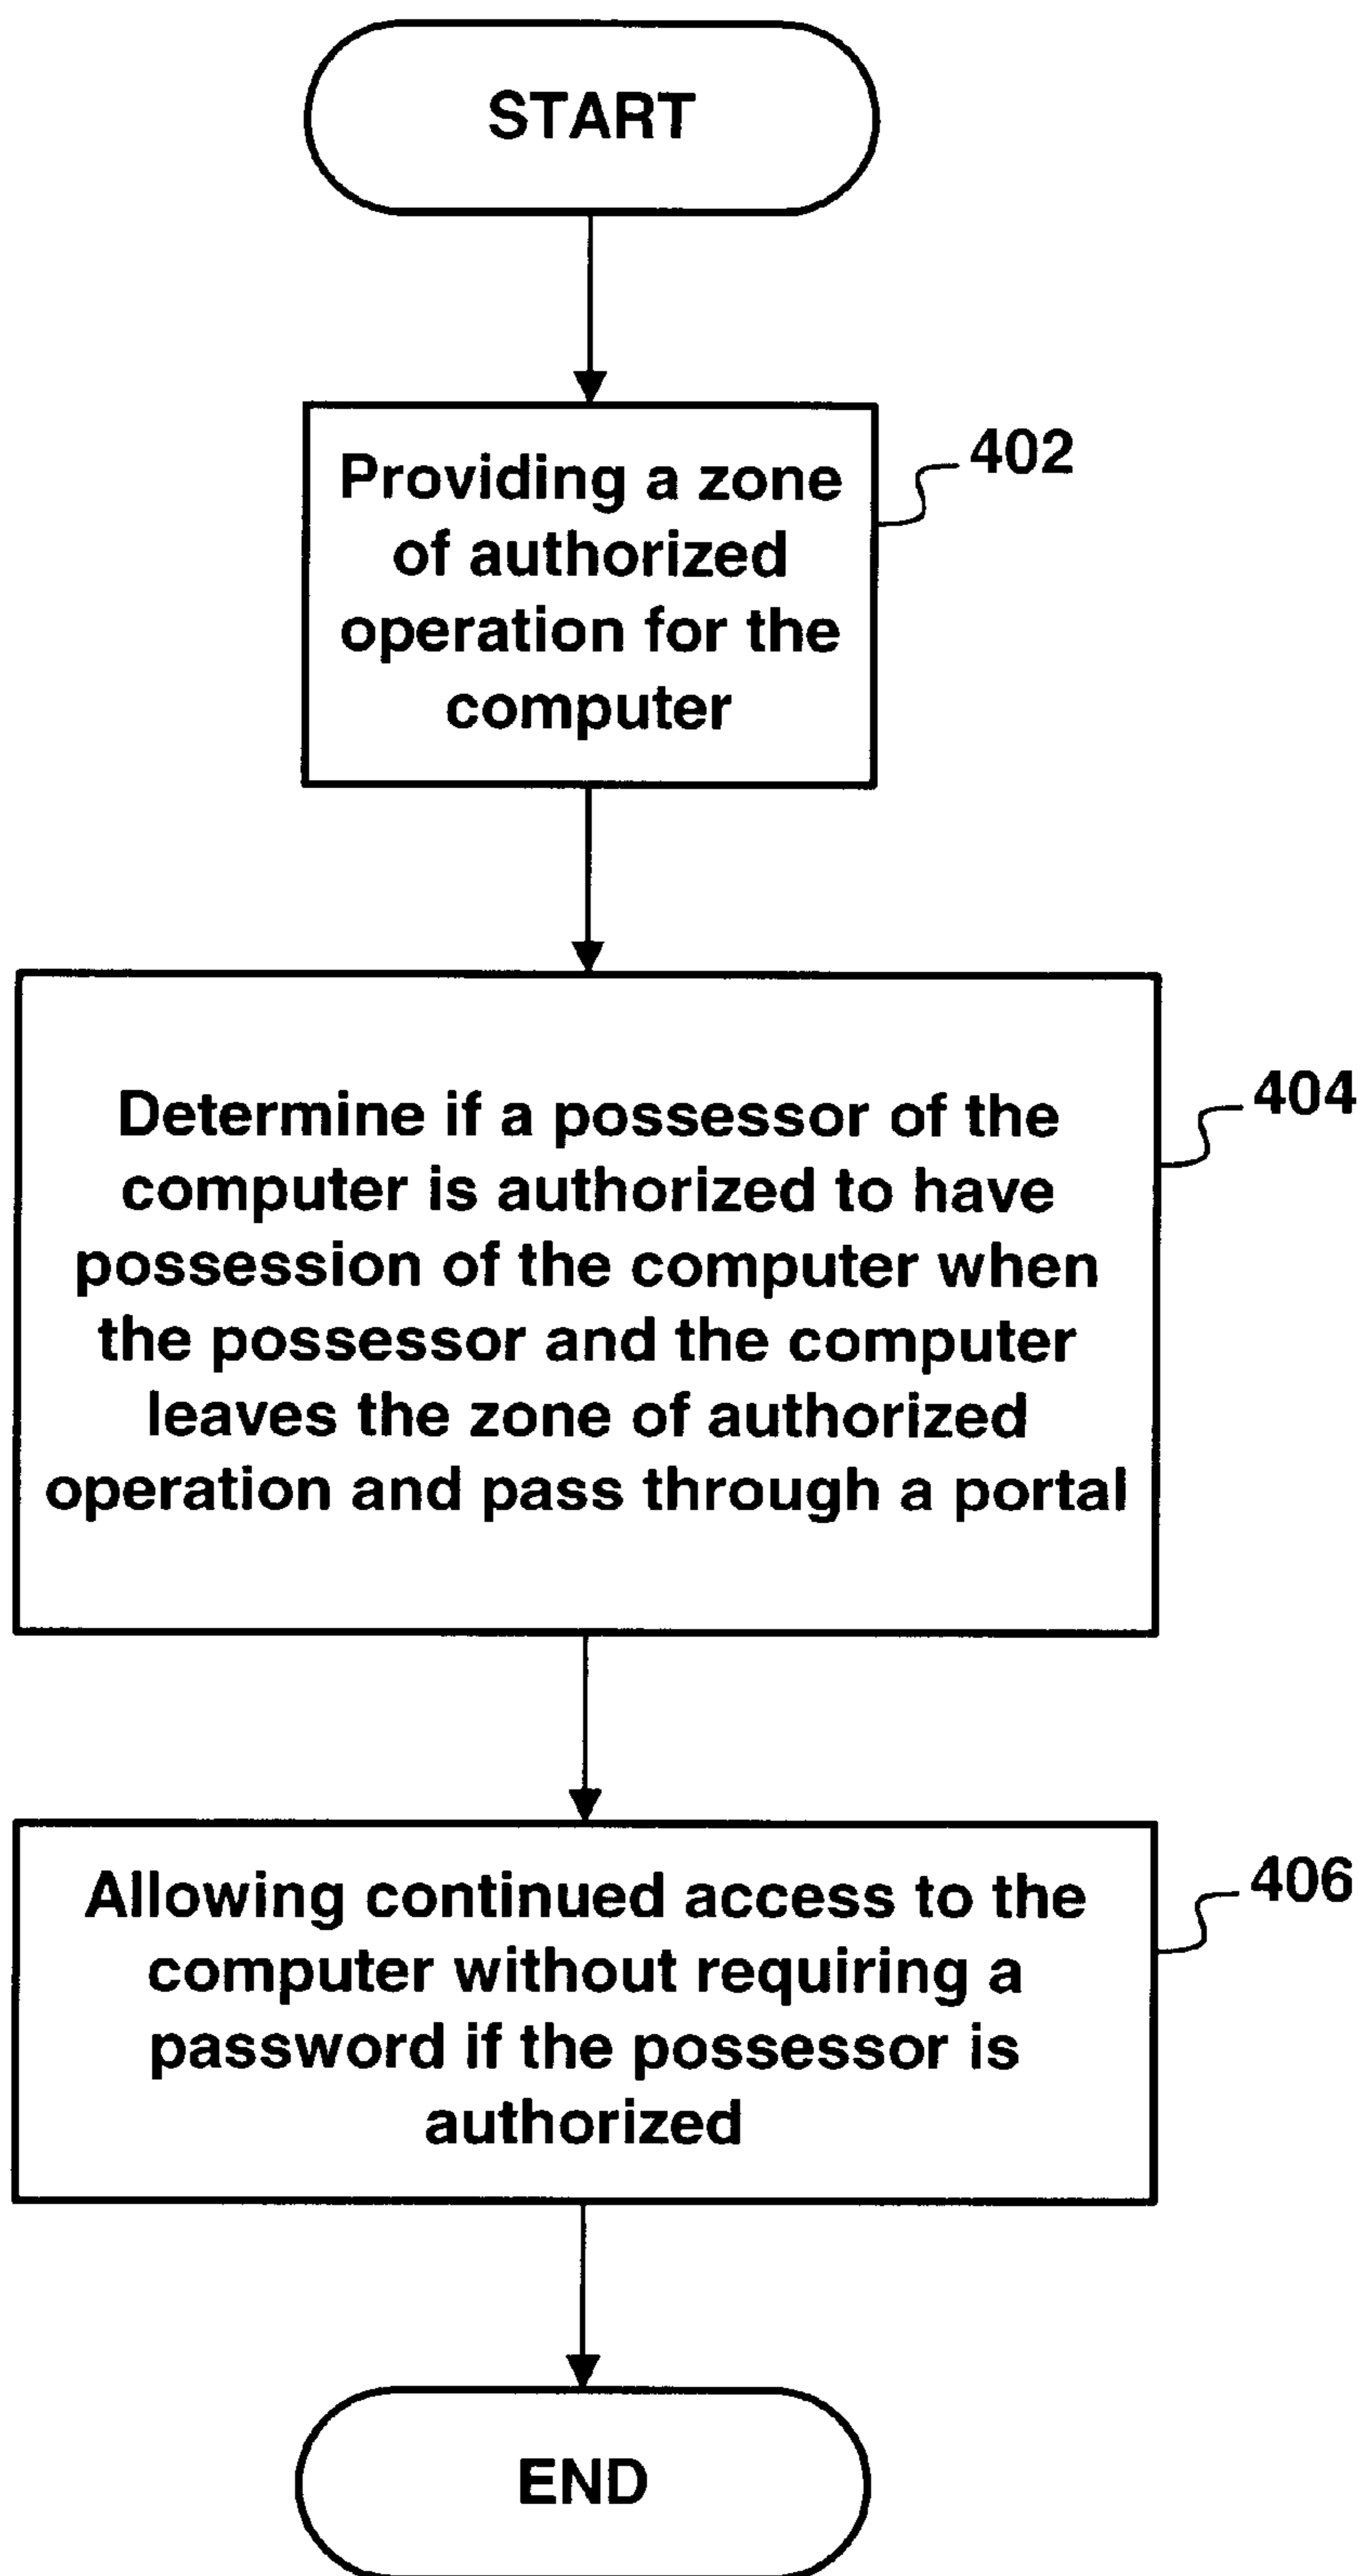 START
Providing a zone
of authorized
operation for the
computer
402
Determine if a possessor of the
computer is authorized to have
possession of the computer when
the possessor and the computer
leaves the zone of authorized
operation and pass through a portal
404
Allowing continued access to the
computer without requiring a
password if the possessor is
authorized
406
END